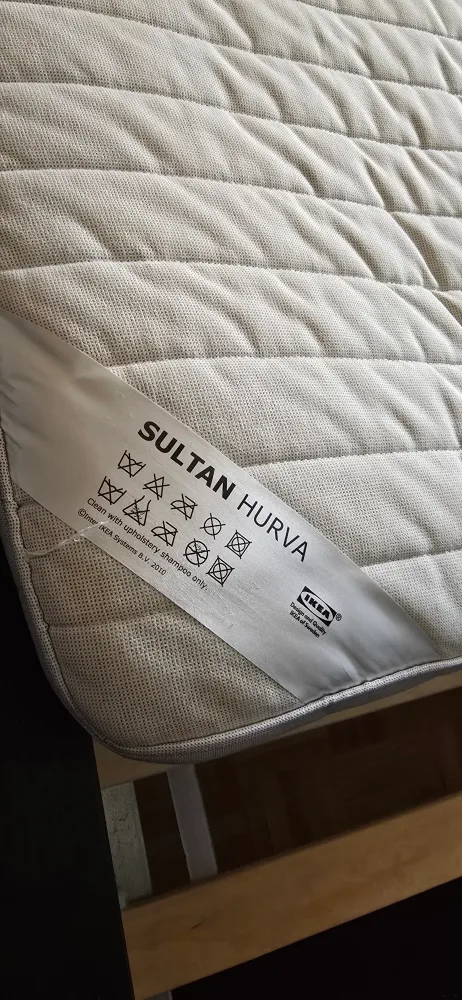 SULTAN HURVA
Clean with upholstery shampoo only.
©Inter IKEA Systems B.V. 2010
IKEA®
Design and Quality
IKEA of Sweden